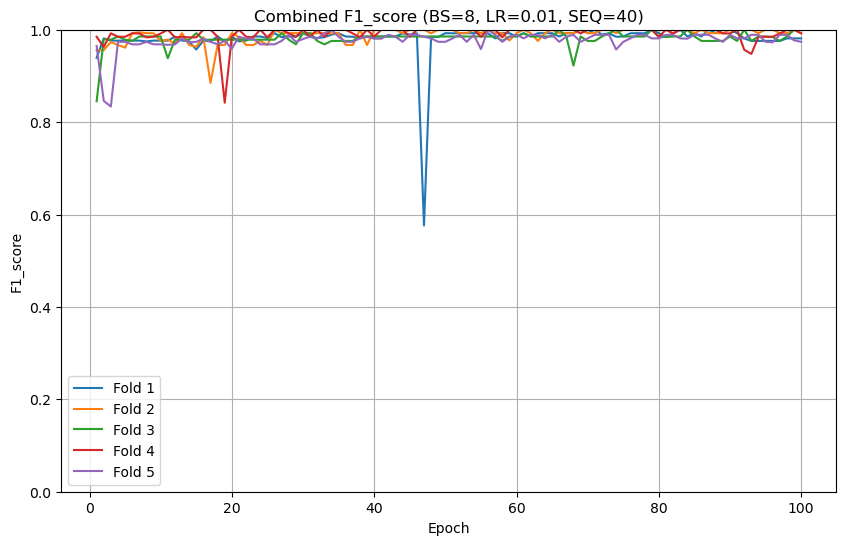 Combined F1_score (BS=8, LR=0.01, SEQ=40)
1.0
0.8
0.6
0.4
0.2
0.0
F1_score
Fold 1
Fold 2
Fold 3
Fold 4
Fold 5
0 20 40 60 80 100
Epoch